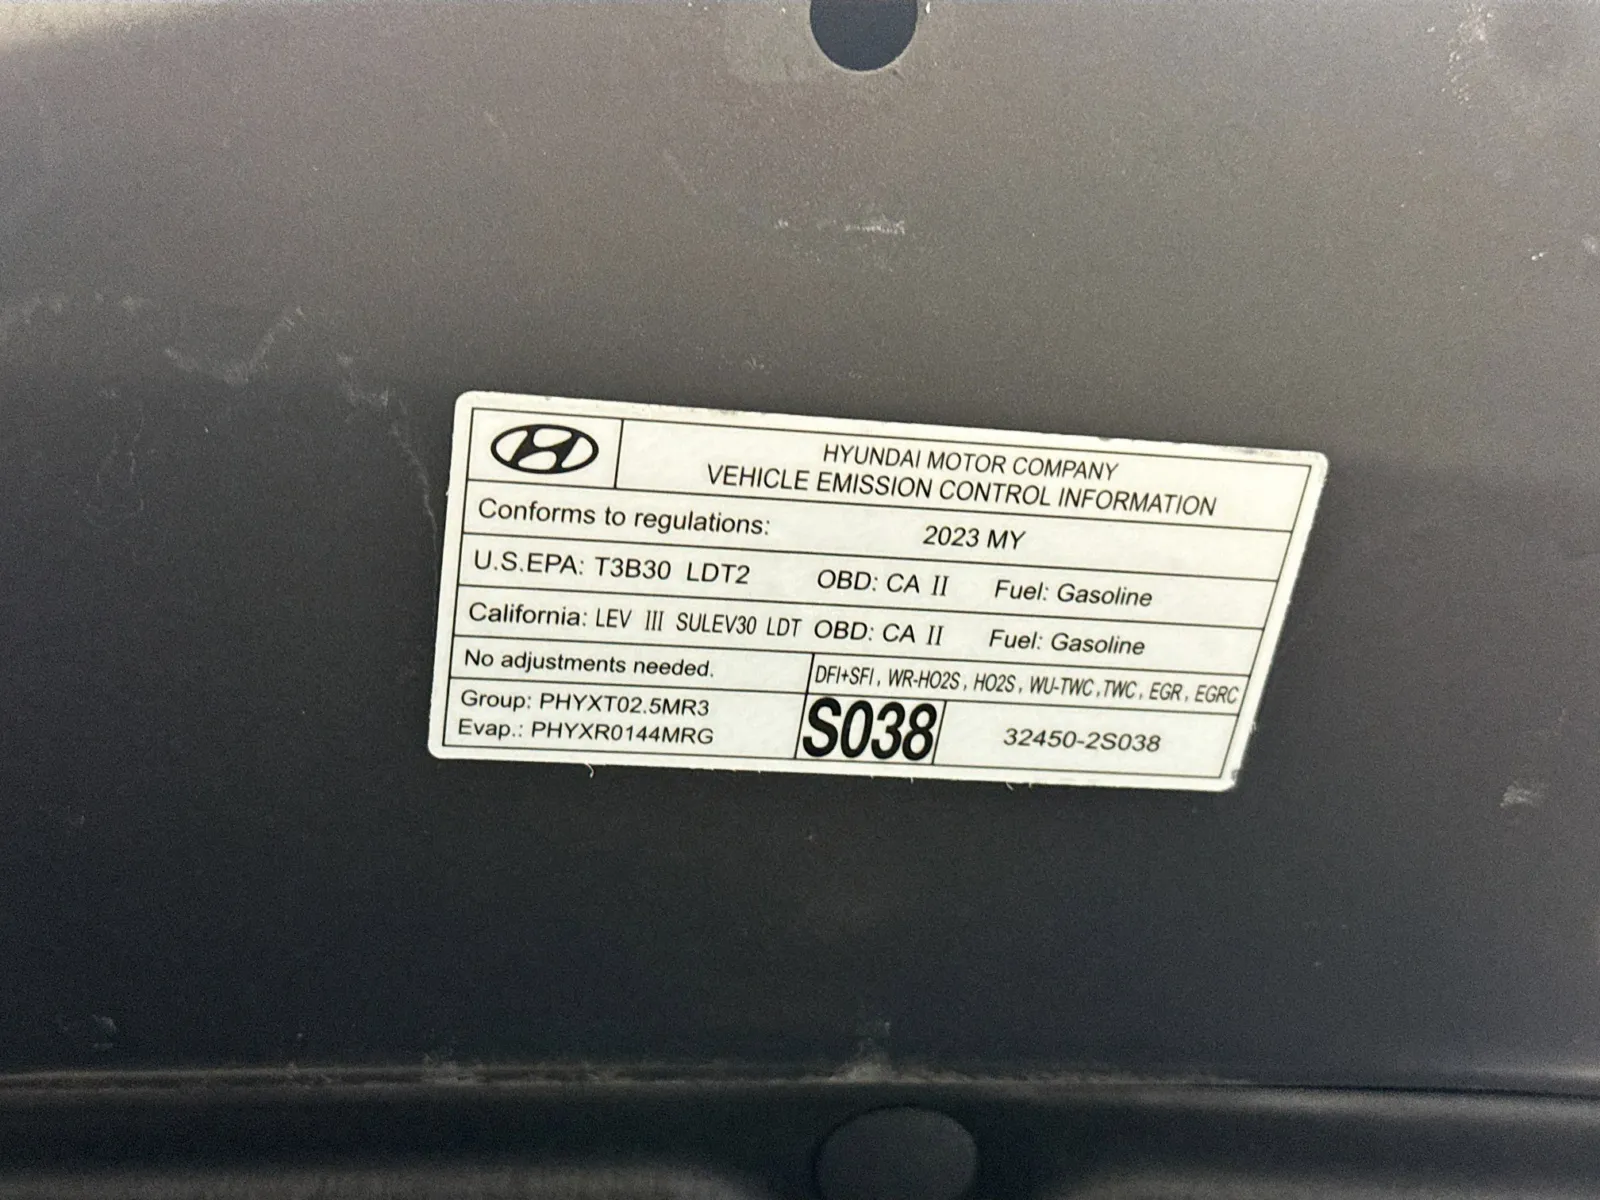 HYUNDAI MOTOR COMPANY
VEHICLE EMISSION CONTROL INFORMATION
Conforms to regulations: 2023 MY
U.S.EPA: T3B30 LDT2 OBD: CA II Fuel: Gasoline
California: LEV III SULEV30 LDT OBD: CA II Fuel: Gasoline
No adjustments needed. DFI+SFI, WR-HO2S, HO2S, WU-TWC, TWC, EGR, EGRC
Group: PHYXT02.5MR3
Evap.: PHYXR0144MRG
S038 32450-2S038